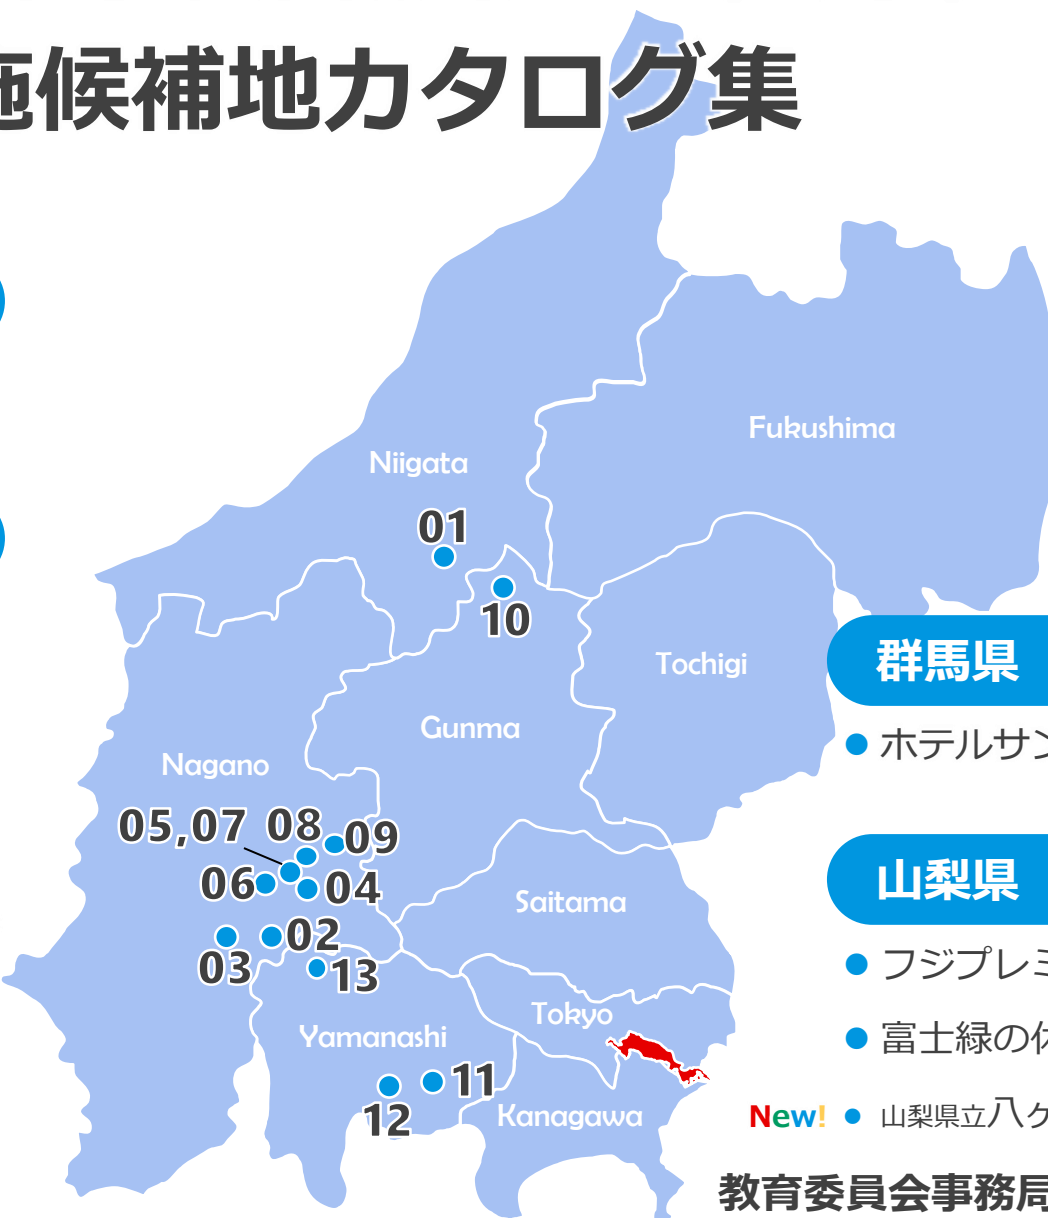 施候補地カタログ集
Niigata
Fukushima
01
10
Tochigi
Gunma
Nagano
05,07
08
09
06
04
Saitama
02
03
13
Tokyo
Yamanashi
11
12
Kanagawa
群馬県
ホテルサン
山梨県
フジプレミ
富士緑の休
New!
山梨県立八ケ
教育委員会事務局